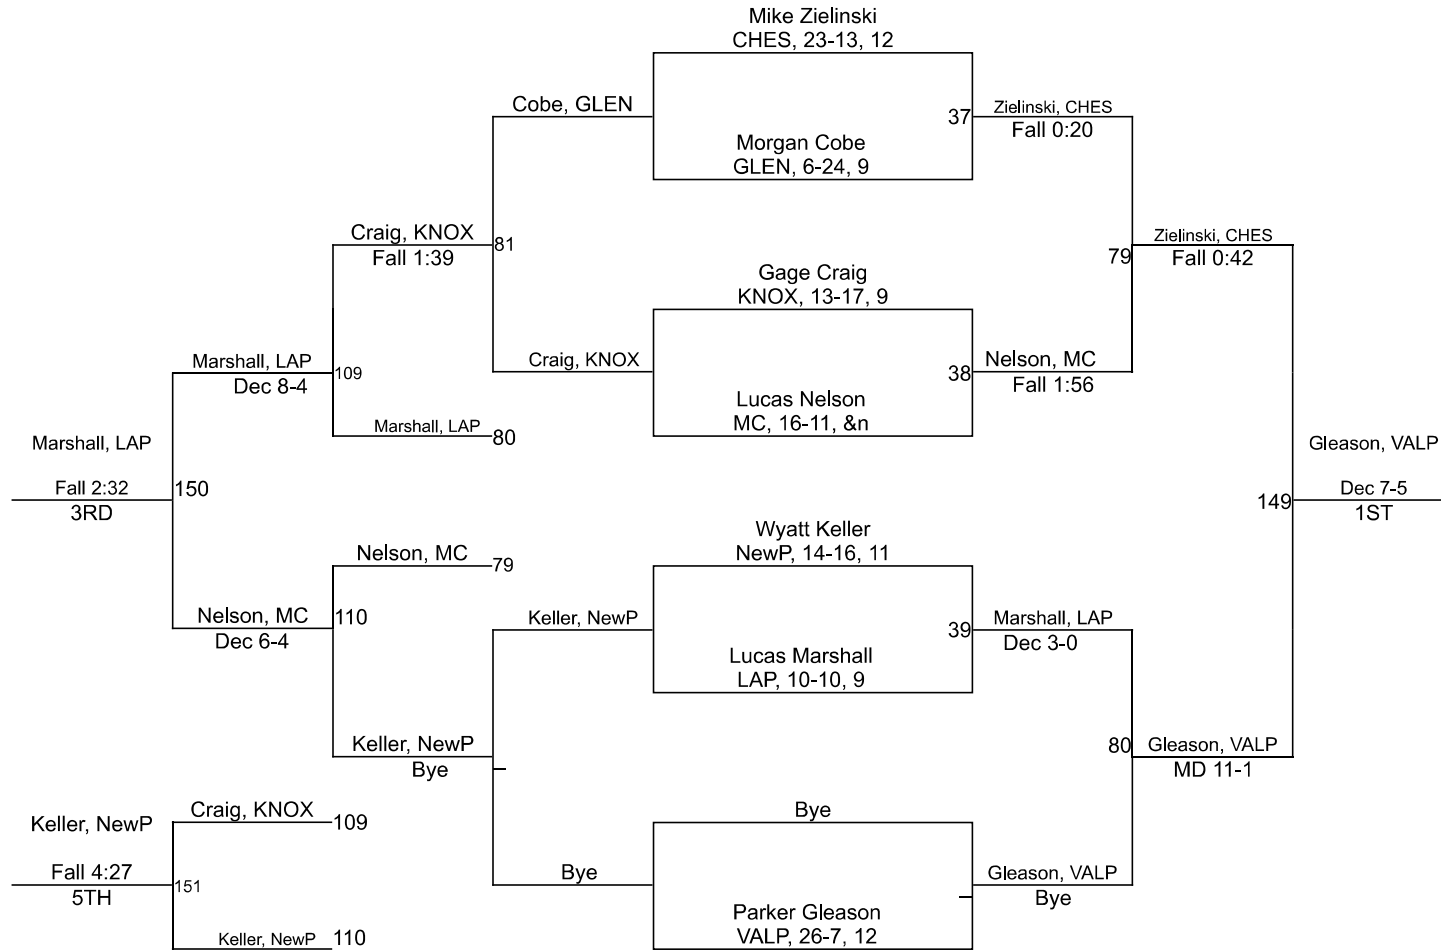 Mike Zielinski
CHES, 23-13, 12
Cobe, GLEN
37
Zielinski, CHES
Fall 0:20
Morgan Cobe
GLEN, 6-24, 9
Craig, KNOX
Fall 1:39
81
79
Zielinski, CHES
Fall 0:42
Gage Craig
KNOX, 13-17, 9
Marshall, LAP
Dec 8-4
109
Craig, KNOX
38
Nelson, MC
Fall 1:56
Lucas Nelson
MC, 16-11, &n
Marshall, LAP
80
Marshall, LAP
Fall 2:32
3RD
150
Gleason, VALP
149
Dec 7-5
1ST
Wyatt Keller
NewP, 14-16, 11
Nelson, MC
79
Nelson, MC
Dec 6-4
110
Keller, NewP
39
Marshall, LAP
Dec 3-0
Lucas Marshall
LAP, 10-10, 9
Keller, NewP
Bye
80
Gleason, VALP
MD 11-1
Craig, KNOX
109
Bye
Keller, NewP
Fall 4:27
5TH
151
Bye
Gleason, VALP
Bye
Parker Gleason
VALP, 26-7, 12
Keller, NewP
110